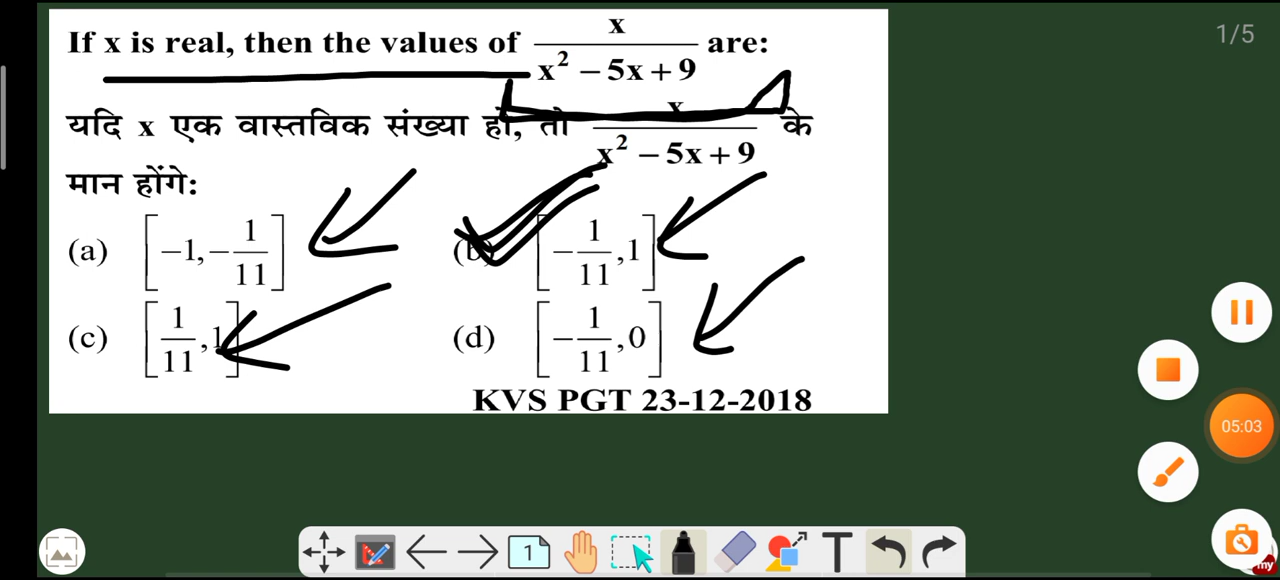 1/5
If x is real, then the values of x / x² − 5x + 9 are:
यदि x एक वास्तविक संख्या हो, तो x / x² − 5x + 9 के
मान होंगे:
(a) [−1, −1/11] (b) [−1/11, 1]
(c) [1/11, 1] (d) [−1/11, 0]
KVS PGT 23-12-2018
05:03
1 T
my